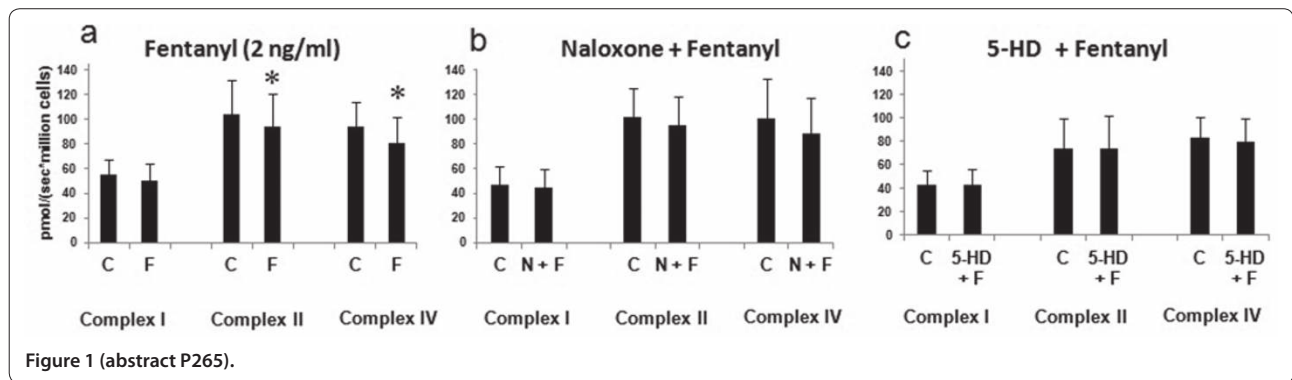 a
Fentanyl (2 ng/ml)
pmol/(sec*million cells)
140
120
100
80
60
40
20
0
*
*
C F C F C F
Complex I Complex II Complex IV
b
Naloxone + Fentanyl
140
120
100
80
60
40
20
0
C N + F C N + F C N + F
Complex I Complex II Complex IV
c
5-HD + Fentanyl
140
120
100
80
60
40
20
0
C 5-HD C 5-HD C 5-HD
+ F + F + F
Complex I Complex II Complex IV
Figure 1 (abstract P265).